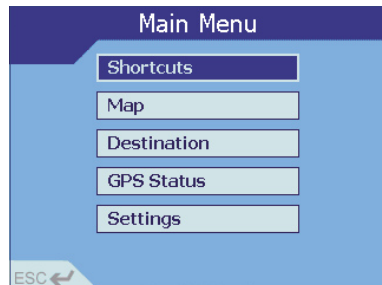 Main Menu
Shortcuts
Map
Destination
GPS Status
Settings
ESC